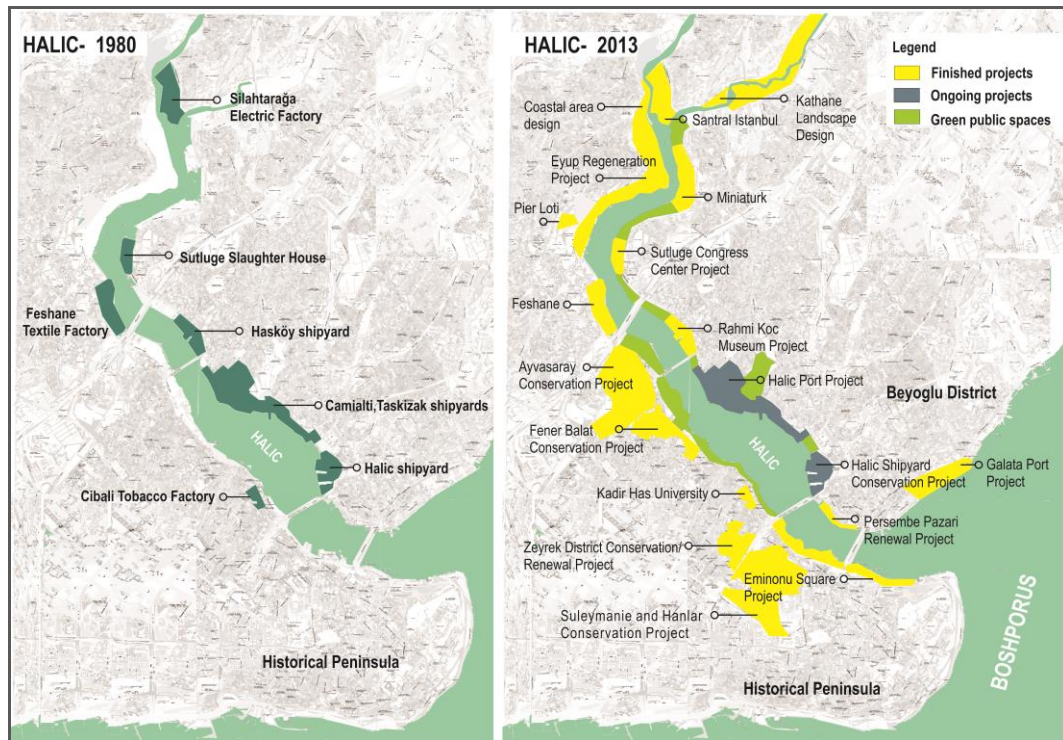 HALIC- 1980
Silahtarağa
Electric Factory
Sutluge Slaughter House
Feshane
Textile Factory
Hasköy shipyard
Camialti,Taskizak shipyards
HALIC
Halic shipyard
Cibali Tobacco Factory
Historical Peninsula
HALIC- 2013
Legend
Finished projects
Ongoing projects
Green public spaces
Coastal area
design
Santral Istanbul
Kathane
Landscape
Design
Eyup Regeneration
Project
Miniaturk
Pier Loti
Sutluge Congress
Center Project
Feshane
Rahmi Koc
Museum Project
Ayvasaray
Conservation Project
Halic Port Project
Beyoglu District
Fener Balat
Conservation Project
HALIC
Halic Shipyard
Conservation Project
Galata Port
Project
Kadir Has University
Persembe Pazari
Renewal Project
Zeyrek District Conservation/
Renewal Project
Eminonu Square
Project
Suleymanie and Hanlar
Conservation Project
Historical Peninsula
BOSHPORUS